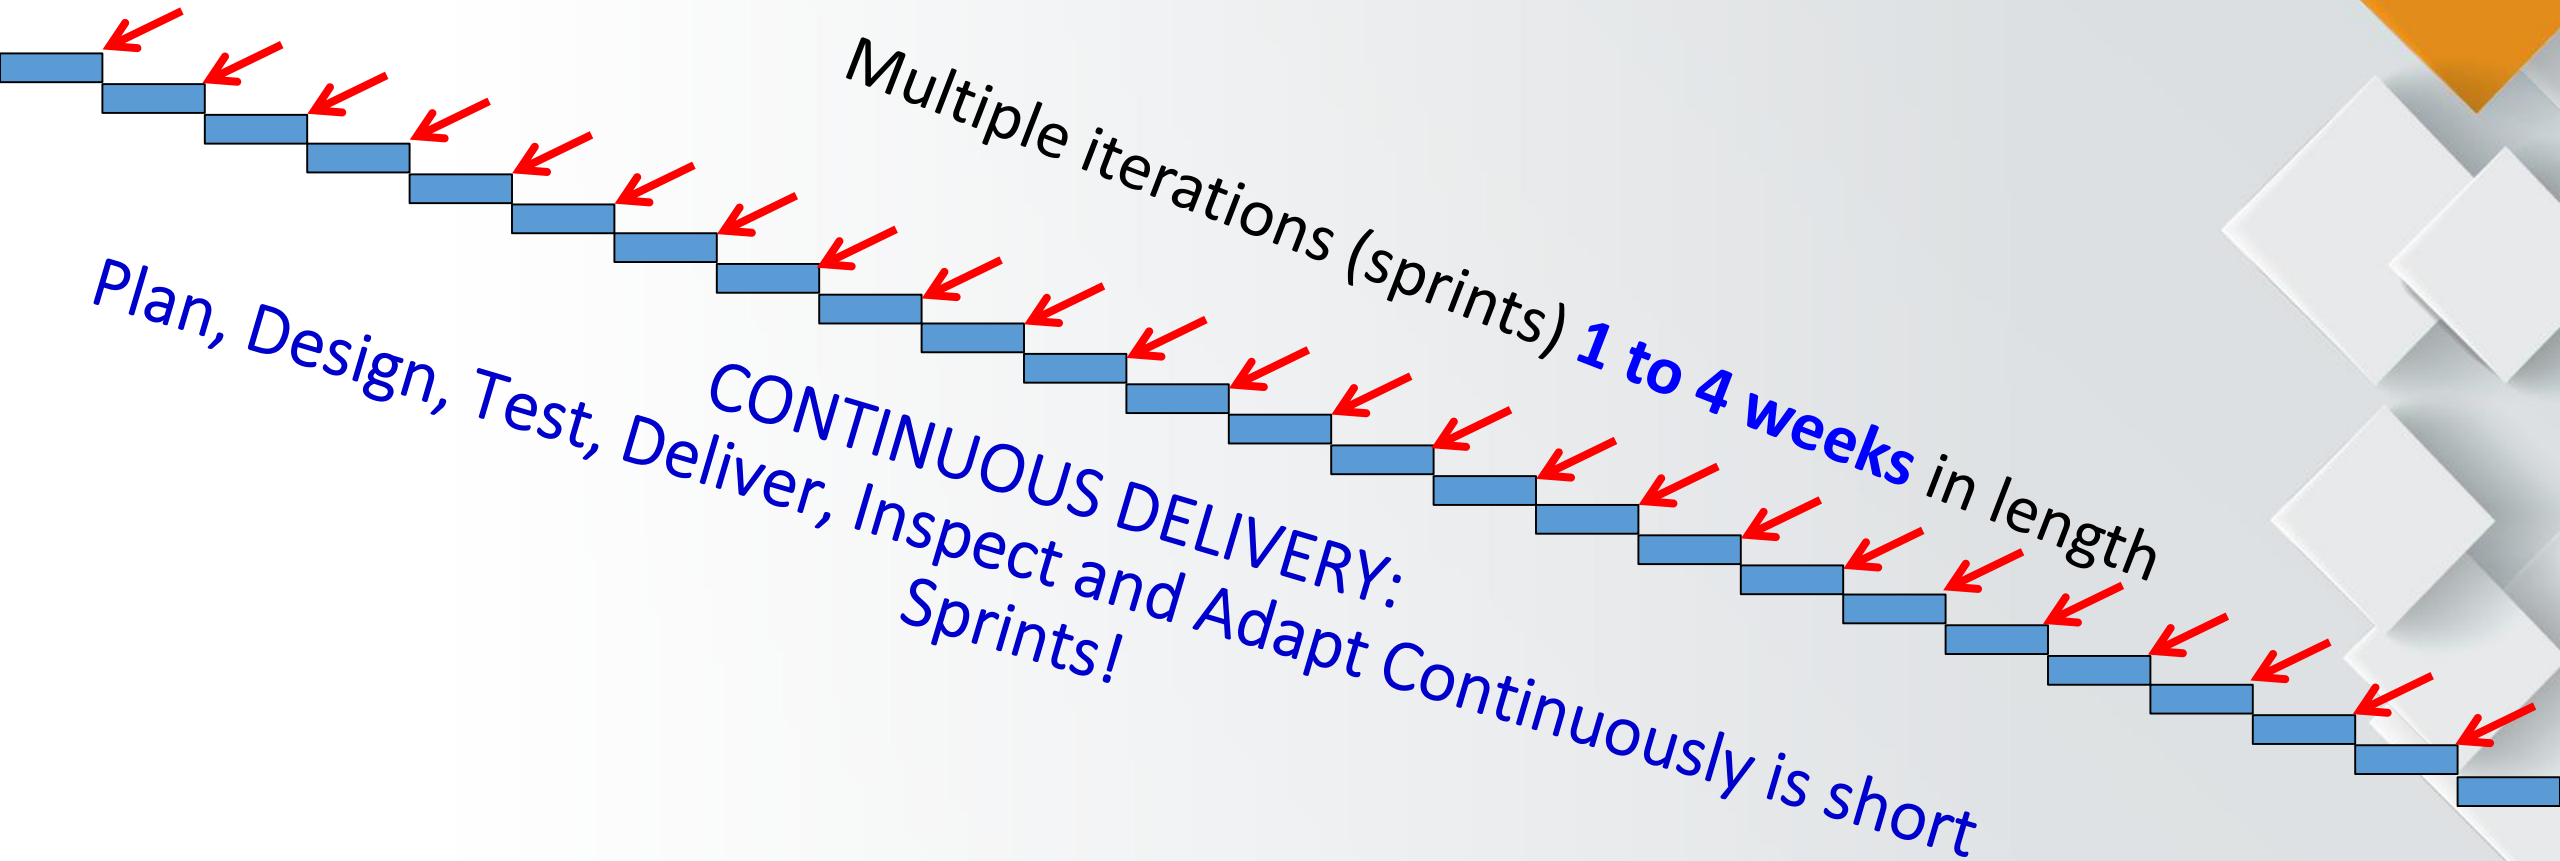 Multiple iterations (sprints) 1 to 4 weeks in length
CONTINUOUS DELIVERY:
Plan, Design, Test, Deliver, Inspect and Adapt Continuously is short
Sprints!